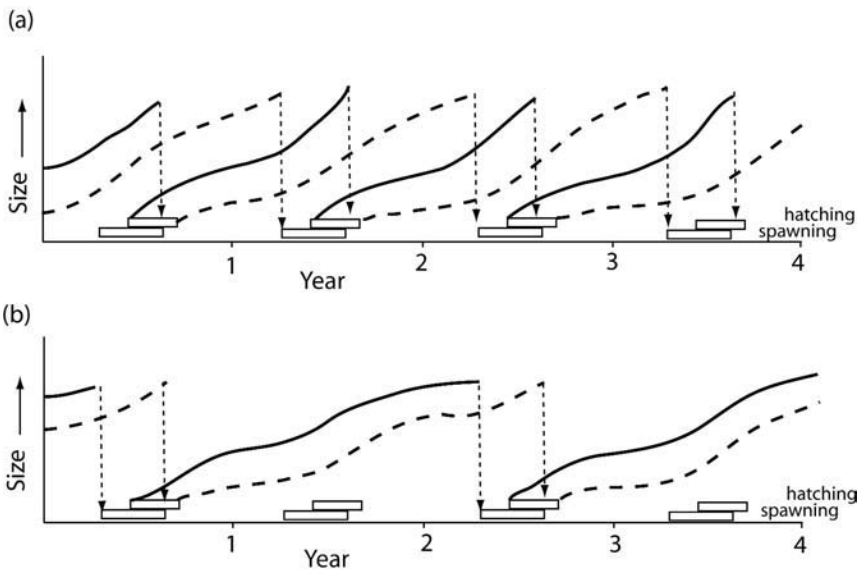 (a)
Size
hatching
spawning
1 2 3 4
Year
(b)
Size
hatching
spawning
1 2 3 4
Year